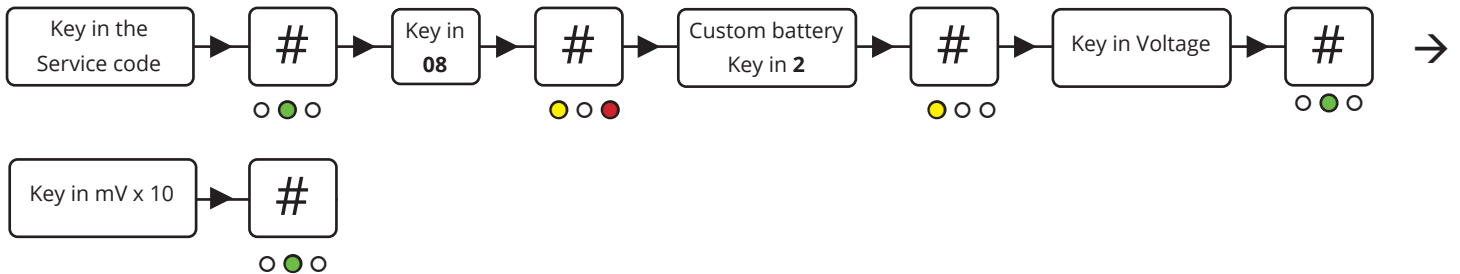 Key in the
Service code
#
Key in
08
#
Custom battery
Key in 2
#
Key in Voltage
#
→
Key in mV x 10
#